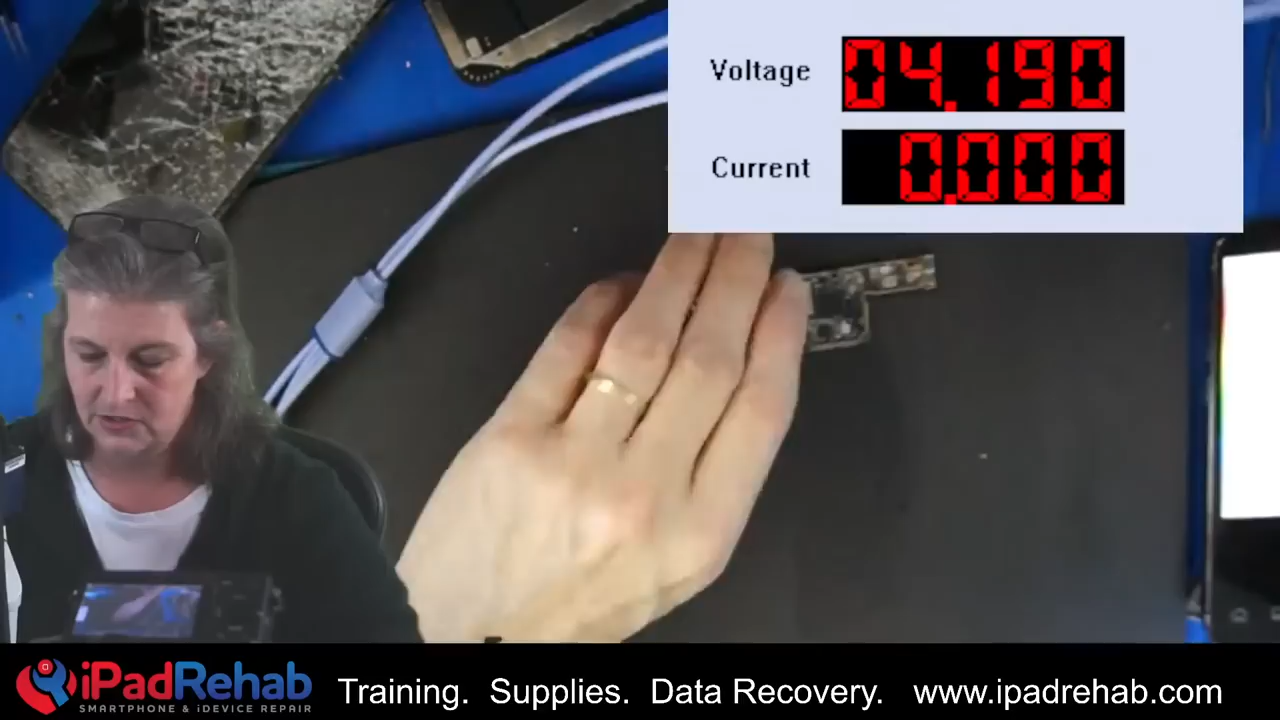 Voltage 04.190
Current 0.000
iPadRehab
SMARTPHONE & iDEVICE REPAIR
Training. Supplies. Data Recovery. www.ipadrehab.com